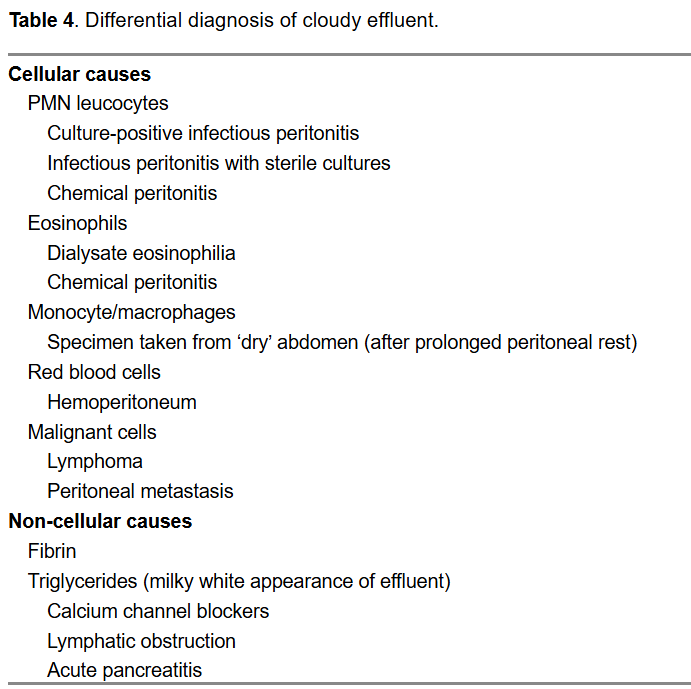 Table 4. Differential diagnosis of cloudy effluent.
Cellular causes
PMN leucocytes
Culture-positive infectious peritonitis
Infectious peritonitis with sterile cultures
Chemical peritonitis
Eosinophils
Dialysate eosinophilia
Chemical peritonitis
Monocyte/macrophages
Specimen taken from ‘dry’ abdomen (after prolonged peritoneal rest)
Red blood cells
Hemoperitoneum
Malignant cells
Lymphoma
Peritoneal metastasis
Non-cellular causes
Fibrin
Triglycerides (milky white appearance of effluent)
Calcium channel blockers
Lymphatic obstruction
Acute pancreatitis